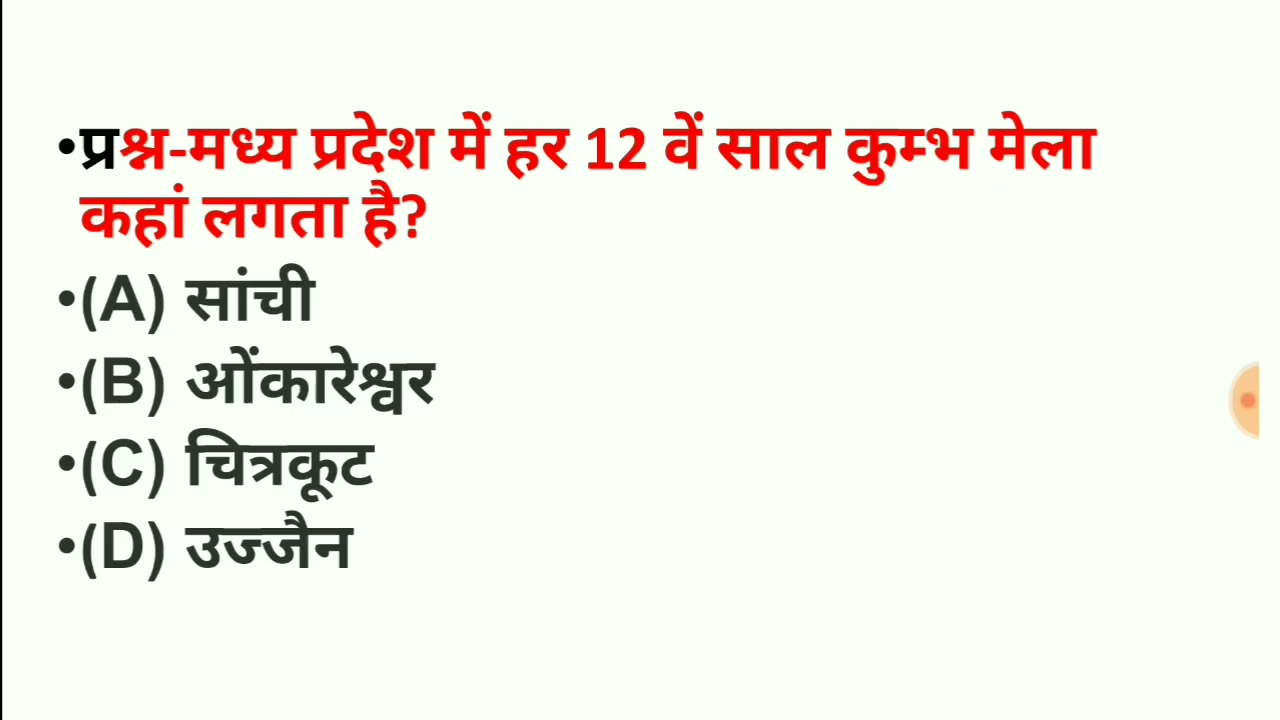 •प्रश्न-मध्य प्रदेश में हर 12 वें साल कुम्भ मेला
कहां लगता है?
•(A) सांची
•(B) ओंकारेश्वर
•(C) चित्रकूट
•(D) उज्जैन